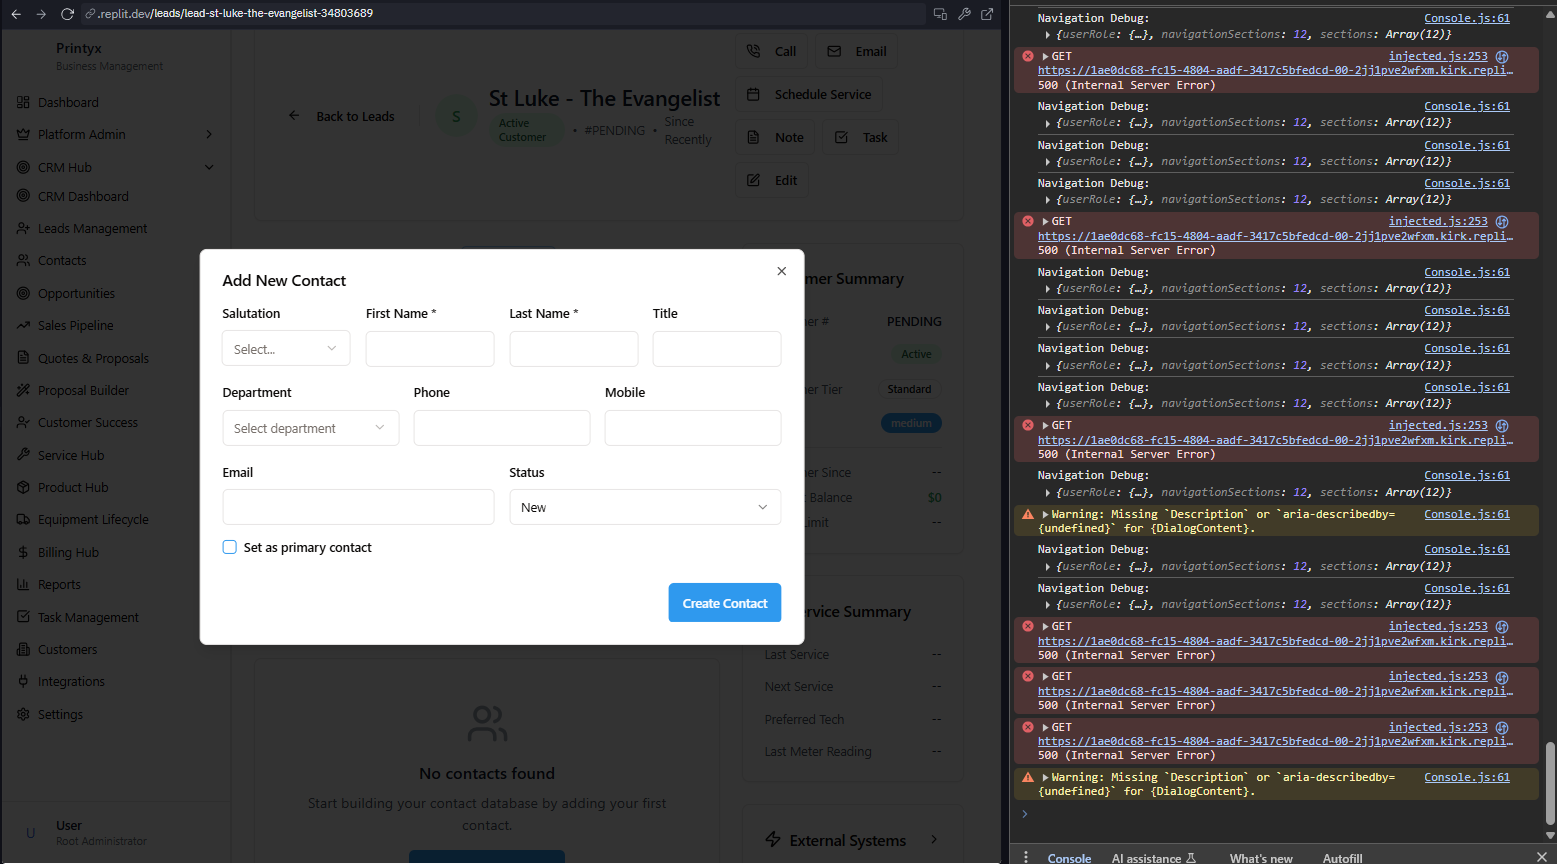 .replit.dev/leads/lead-st-luke-the-evangelist-34803689
Printyx
Business Management
Dashboard
Platform Admin
CRM Hub
CRM Dashboard
Leads Management
Contacts
Opportunities
Sales Pipeline
Quotes & Proposals
Proposal Builder
Customer Success
Service Hub
Product Hub
Equipment Lifecycle
Billing Hub
Reports
Task Management
Customers
Integrations
Settings
U
User
Root Administrator
Back to Leads
S
St Luke - The Evangelist
Active Customer
• #PENDING •
Since Recently
Call
Email
Schedule Service
Note
Task
Edit
Add New Contact
Salutation
First Name *
Last Name *
Title
Select...
Department
Phone
Mobile
Select department
Email
Status
New
Set as primary contact
Create Contact
mer Summary
er #
PENDING
Active
er Tier
Standard
medium
er Since
--
Balance
$0
imit
--
rvice Summary
Last Service
--
Next Service
--
Preferred Tech
--
Last Meter Reading
--
External Systems
No contacts found
Start building your contact database by adding your first
contact.
Navigation Debug:
Console.js:61
{userRole: {…}, navigationSections: 12, sections: Array(12)}
GET
injected.js:253
https://1ae0dc68-fc15-4804-aadf-3417c5bfedcd-00-2jj1pve2wfxm.kirk.repli…
500 (Internal Server Error)
Navigation Debug:
Console.js:61
{userRole: {…}, navigationSections: 12, sections: Array(12)}
Navigation Debug:
Console.js:61
{userRole: {…}, navigationSections: 12, sections: Array(12)}
Navigation Debug:
Console.js:61
{userRole: {…}, navigationSections: 12, sections: Array(12)}
GET
injected.js:253
https://1ae0dc68-fc15-4804-aadf-3417c5bfedcd-00-2jj1pve2wfxm.kirk.repli…
500 (Internal Server Error)
Navigation Debug:
Console.js:61
{userRole: {…}, navigationSections: 12, sections: Array(12)}
Navigation Debug:
Console.js:61
{userRole: {…}, navigationSections: 12, sections: Array(12)}
Navigation Debug:
Console.js:61
{userRole: {…}, navigationSections: 12, sections: Array(12)}
Navigation Debug:
Console.js:61
{userRole: {…}, navigationSections: 12, sections: Array(12)}
GET
injected.js:253
https://1ae0dc68-fc15-4804-aadf-3417c5bfedcd-00-2jj1pve2wfxm.kirk.repli…
500 (Internal Server Error)
Navigation Debug:
Console.js:61
{userRole: {…}, navigationSections: 12, sections: Array(12)}
Warning: Missing `Description` or `aria-describedby=
Console.js:61
{undefined}` for {DialogContent}.
Navigation Debug:
Console.js:61
{userRole: {…}, navigationSections: 12, sections: Array(12)}
Navigation Debug:
Console.js:61
{userRole: {…}, navigationSections: 12, sections: Array(12)}
GET
injected.js:253
https://1ae0dc68-fc15-4804-aadf-3417c5bfedcd-00-2jj1pve2wfxm.kirk.repli…
500 (Internal Server Error)
GET
injected.js:253
https://1ae0dc68-fc15-4804-aadf-3417c5bfedcd-00-2jj1pve2wfxm.kirk.repli…
500 (Internal Server Error)
GET
injected.js:253
https://1ae0dc68-fc15-4804-aadf-3417c5bfedcd-00-2jj1pve2wfxm.kirk.repli…
500 (Internal Server Error)
Warning: Missing `Description` or `aria-describedby=
Console.js:61
{undefined}` for {DialogContent}.
Console
AI assistance
What's new
Autofill